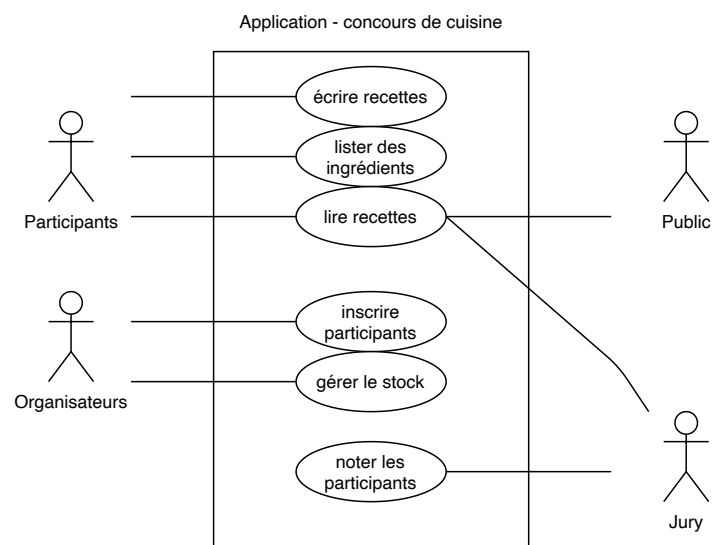 Application - concours de cuisine
écrire recettes
lister des
ingrédients
Participants
lire recettes
Public
inscrire
participants
gérer le stock
Organisateurs
noter les
participants
Jury